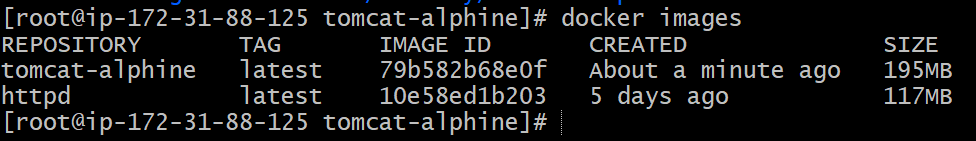 [root@ip-172-31-88-125 tomcat-alphine]# docker images
REPOSITORY TAG IMAGE ID CREATED SIZE
tomcat-alphine latest 79b582b68e0f About a minute ago 195MB
httpd latest 10e58ed1b203 5 days ago 117MB
[root@ip-172-31-88-125 tomcat-alphine]#